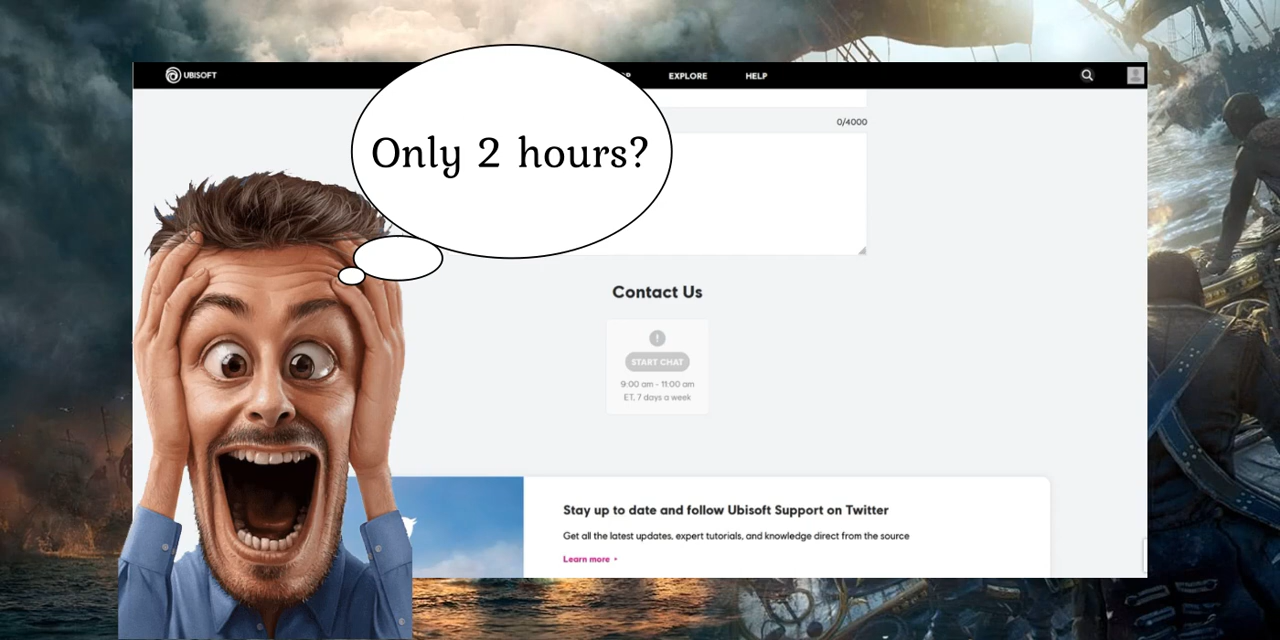 UBISOFT
EXPLORE
HELP
0/4000
Only 2 hours?
Contact Us
!
START CHAT
9:00 am - 11:00 am
ET, 7 days a week
Stay up to date and follow Ubisoft Support on Twitter
Get all the latest updates, expert tutorials, and knowledge direct from the source
Learn more